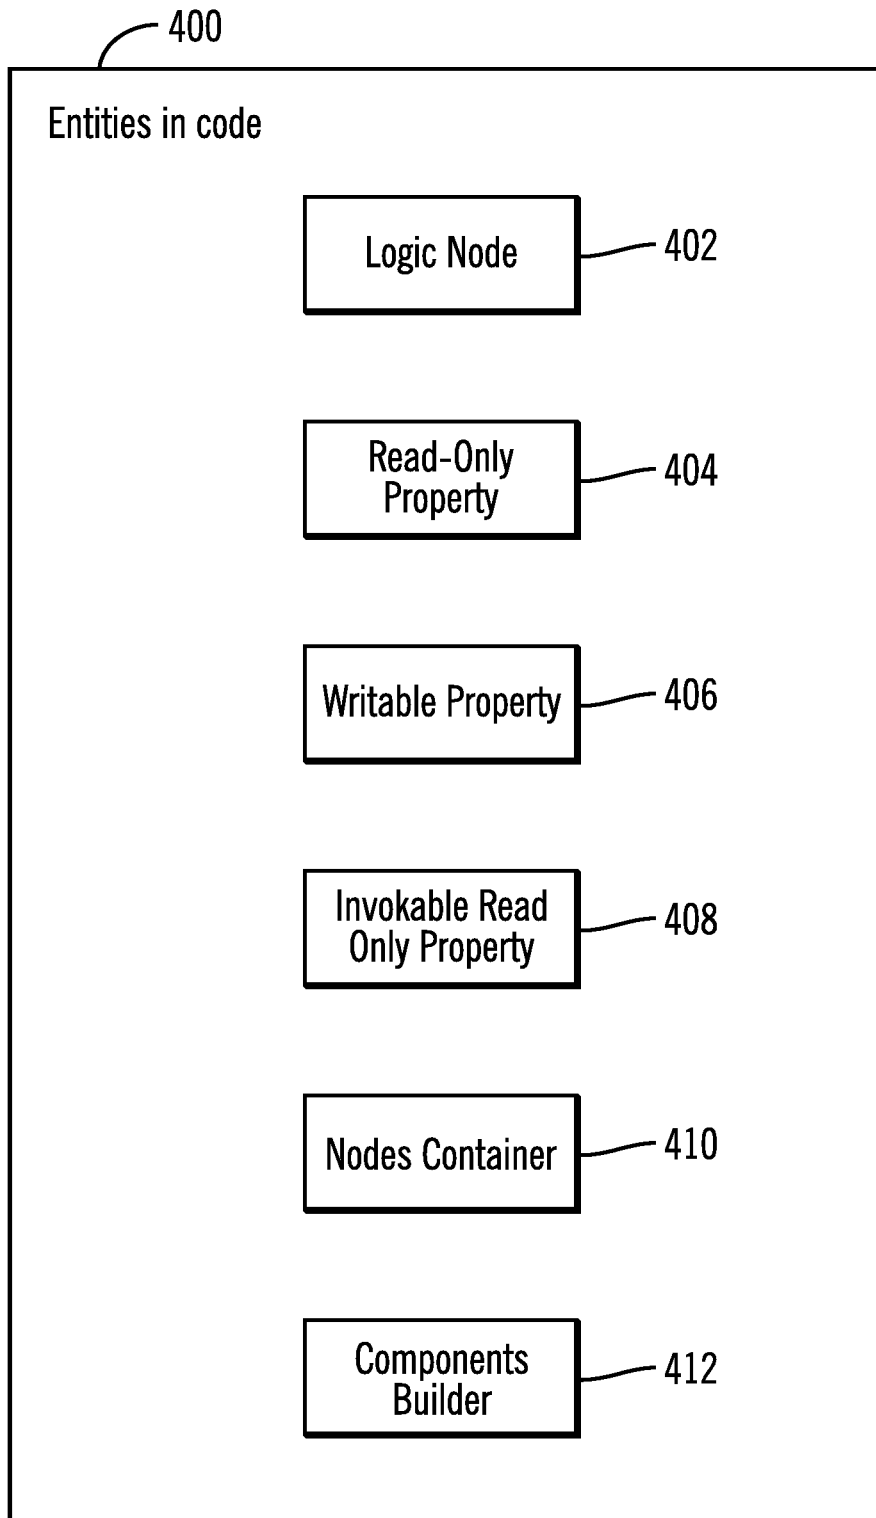 400
Entities in code
Logic Node
402
Read-Only
Property
404
Writable Property
406
Invokable Read
Only Property
408
Nodes Container
410
Components
Builder
412